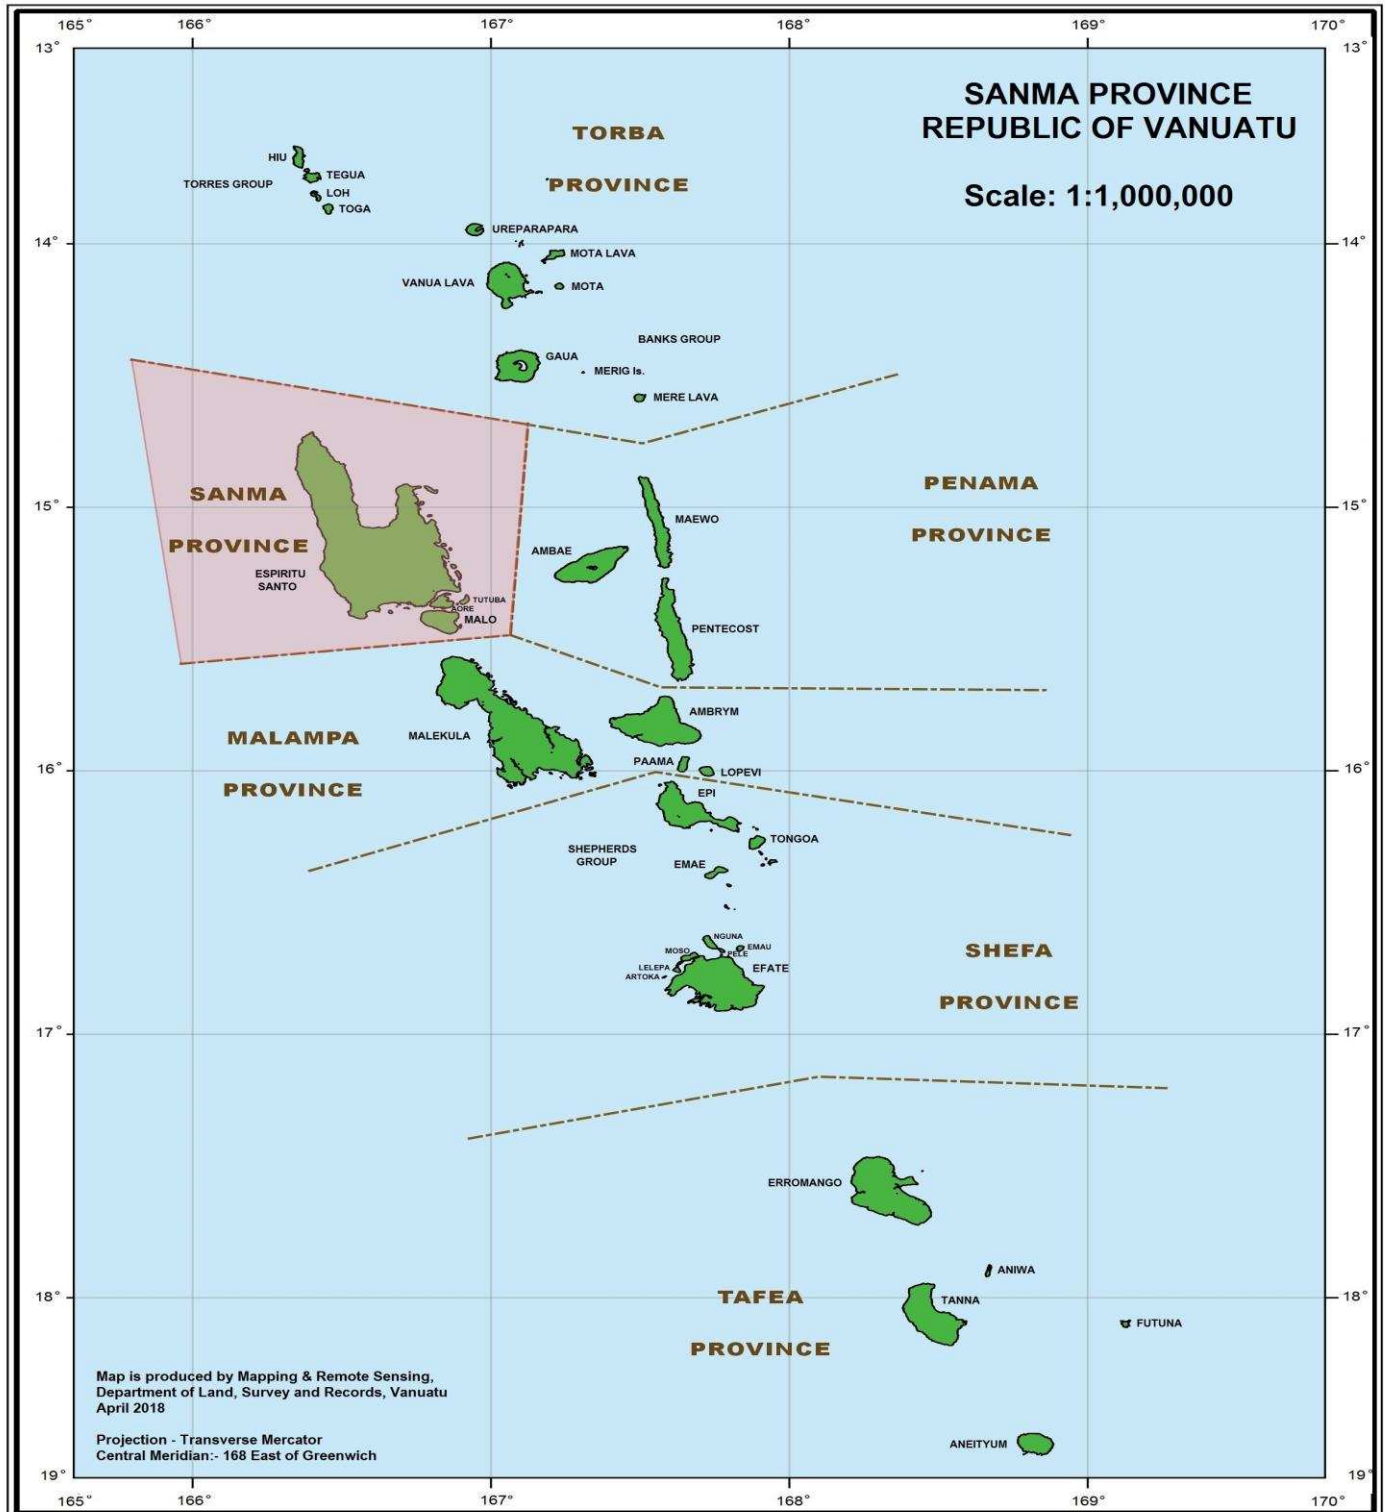 165° 166° 167° 168° 169° 170°
13° 13°
SANMA PROVINCE
REPUBLIC OF VANUATU
Scale: 1:1,000,000
TORBA
PROVINCE
HIU
TEGUA
TORRES GROUP
LOH
TOGA
UREPARAPARA
14° 14°
MOTA LAVA
VANUA LAVA
MOTA
BANKS GROUP
GAUA
MERIG Is.
MERE LAVA
SANMA
PROVINCE
PENAMA
PROVINCE
15° 15°
MAEWO
AMBAE
ESPIRITU
SANTO
TUTUBA
AORE
MALO
PENTECOST
AMBRYM
MALEKULA
MALAMPA
PROVINCE
PAAMA
LOPEVI
16° 16°
EPI
TONGOA
SHEPHERDS
GROUP
EMAE
NGUNA
EMAU
MOSO
PELE
LELEPA
EFATE
ARTOKA
SHEFA
PROVINCE
17° 17°
ERROMANGO
ANIWA
TANNA
18° 18°
TAFEA
PROVINCE
FUTUNA
Map is produced by Mapping & Remote Sensing,
Department of Land, Survey and Records, Vanuatu
April 2018
Projection - Transverse Mercator
Central Meridian:- 168 East of Greenwich
ANEITYUM
19° 19°
165° 166° 167° 168° 169° 170°